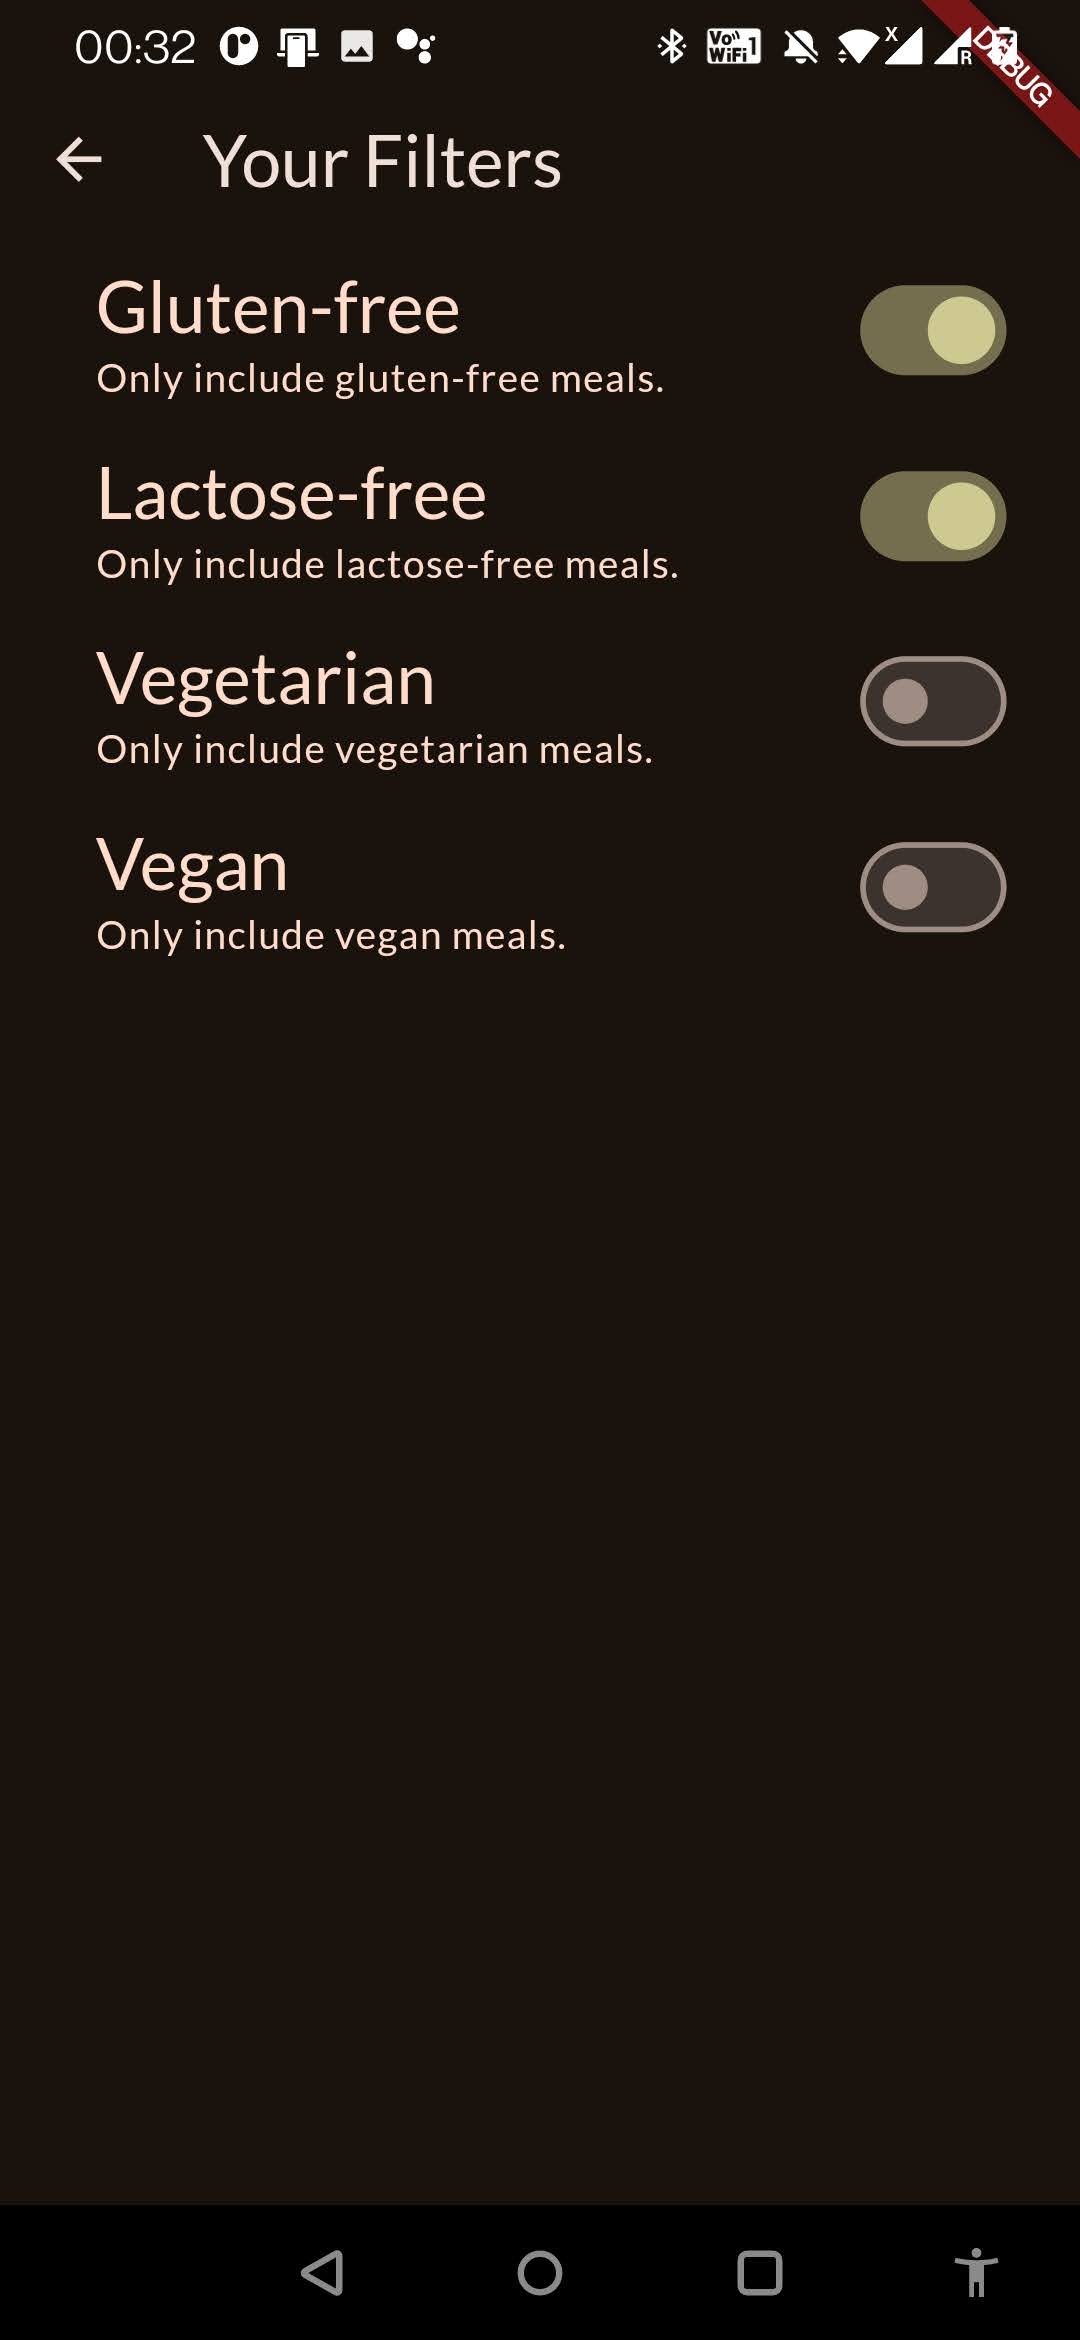 00:32
Vo WiFi 1
X
R
DEBUG
Your Filters
Gluten-free
Only include gluten-free meals.
Lactose-free
Only include lactose-free meals.
Vegetarian
Only include vegetarian meals.
Vegan
Only include vegan meals.